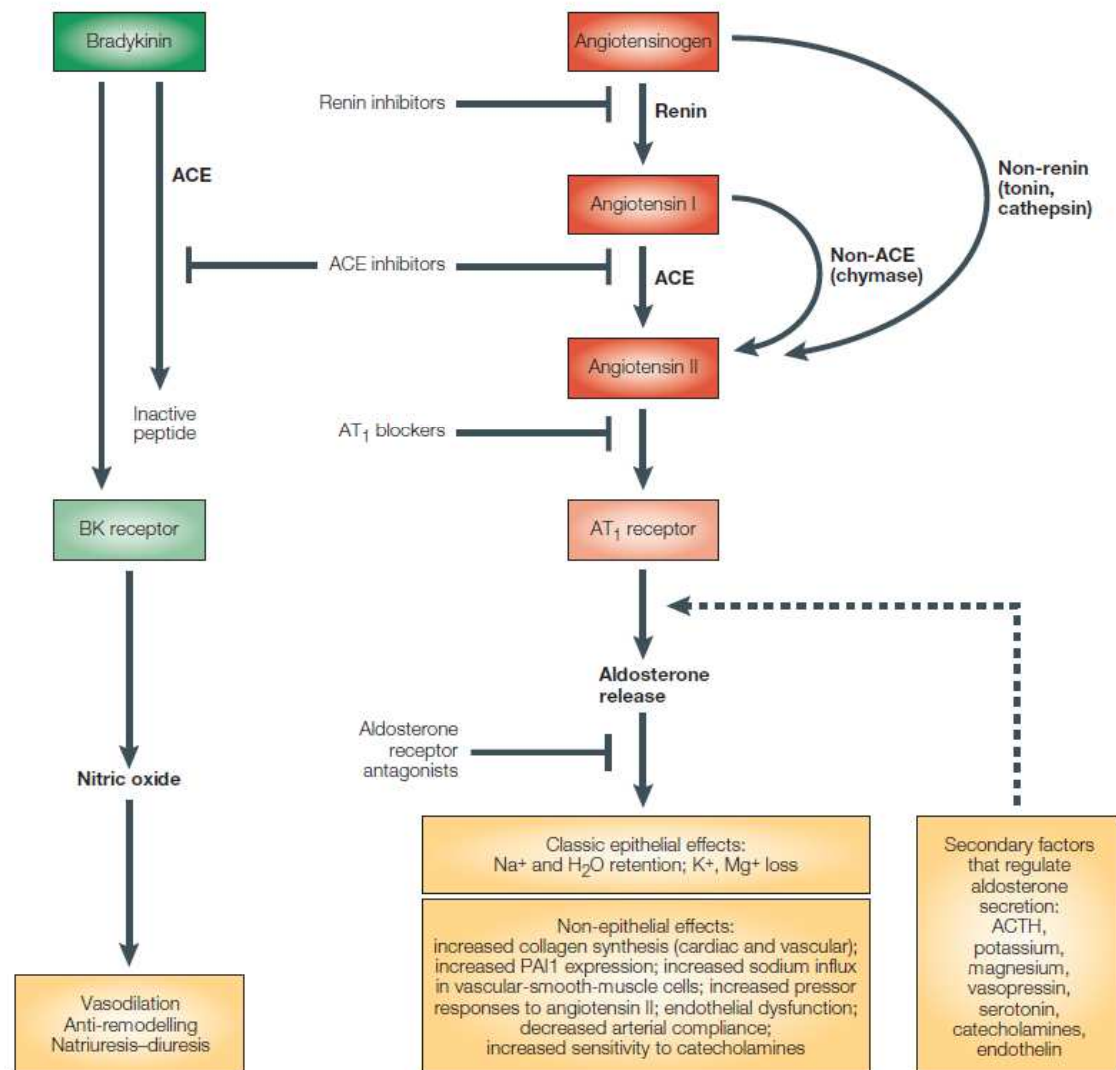 Bradykinin
Angiotensinogen
Renin inhibitors
Renin
ACE
Non-renin
(tonin,
cathepsin)
Angiotensin I
ACE inhibitors
ACE
Non-ACE
(chymase)
Angiotensin II
Inactive
peptide
AT₁ blockers
BK receptor
AT₁ receptor
Aldosterone
release
Aldosterone
receptor
antagonists
Nitric oxide
Classic epithelial effects:
Na⁺ and H₂O retention; K⁺, Mg⁺ loss
Non-epithelial effects:
increased collagen synthesis (cardiac and vascular);
increased PAI1 expression; increased sodium influx
in vascular-smooth-muscle cells; increased pressor
responses to angiotensin II; endothelial dysfunction;
decreased arterial compliance;
increased sensitivity to catecholamines
Secondary factors
that regulate
aldosterone
secretion:
ACTH,
potassium,
magnesium,
vasopressin,
serotonin,
catecholamines,
endothelin
Vasodilation
Anti-remodelling
Natriuresis–diuresis